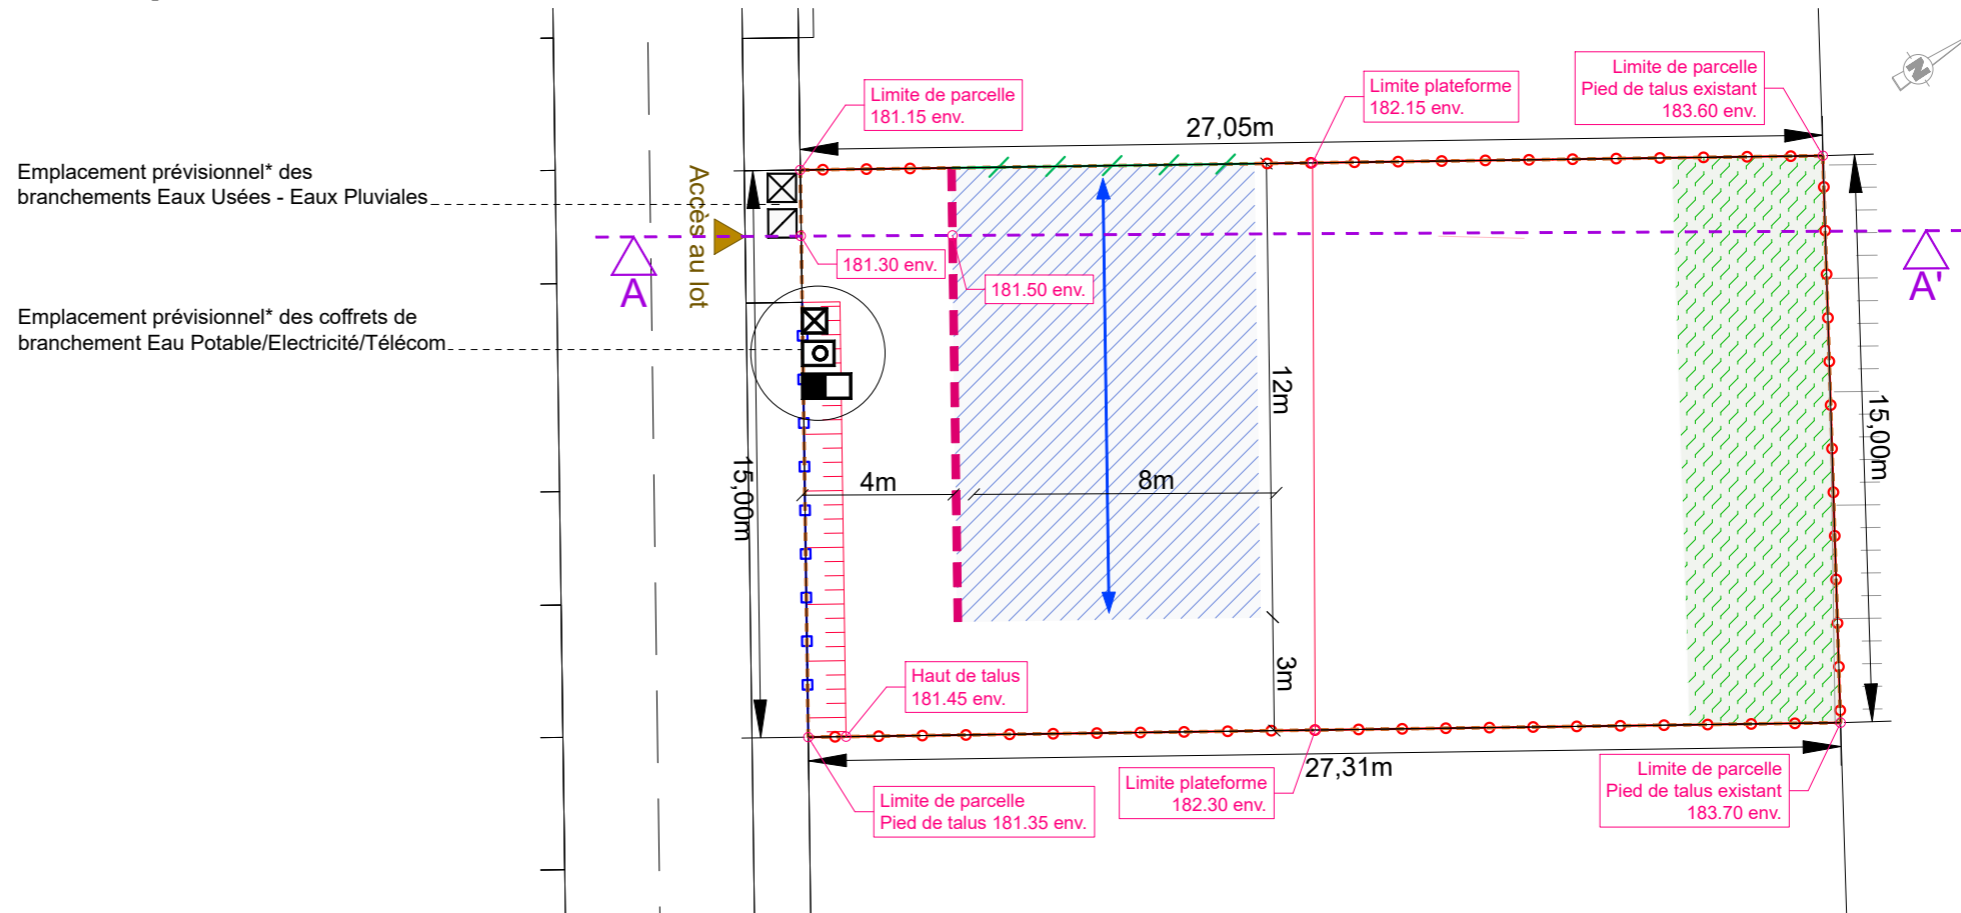 Limite de parcelle
181.15 env.
Limite plateforme
182.15 env.
Limite de parcelle
Pied de talus existant
183.60 env.
N
27,05m
Emplacement prévisionnel* des
branchements Eaux Usées - Eaux Pluviales
Accès au lot
181.30 env.
181.50 env.
A
A'
Emplacement prévisionnel* des coffrets de
branchement Eau Potable/Electricité/Télécom
12m
15,00m
15,00m
4m
8m
3m
Haut de talus
181.45 env.
27,31m
Limite de parcelle
Pied de talus 181.35 env.
Limite plateforme
182.30 env.
Limite de parcelle
Pied de talus existant
183.70 env.